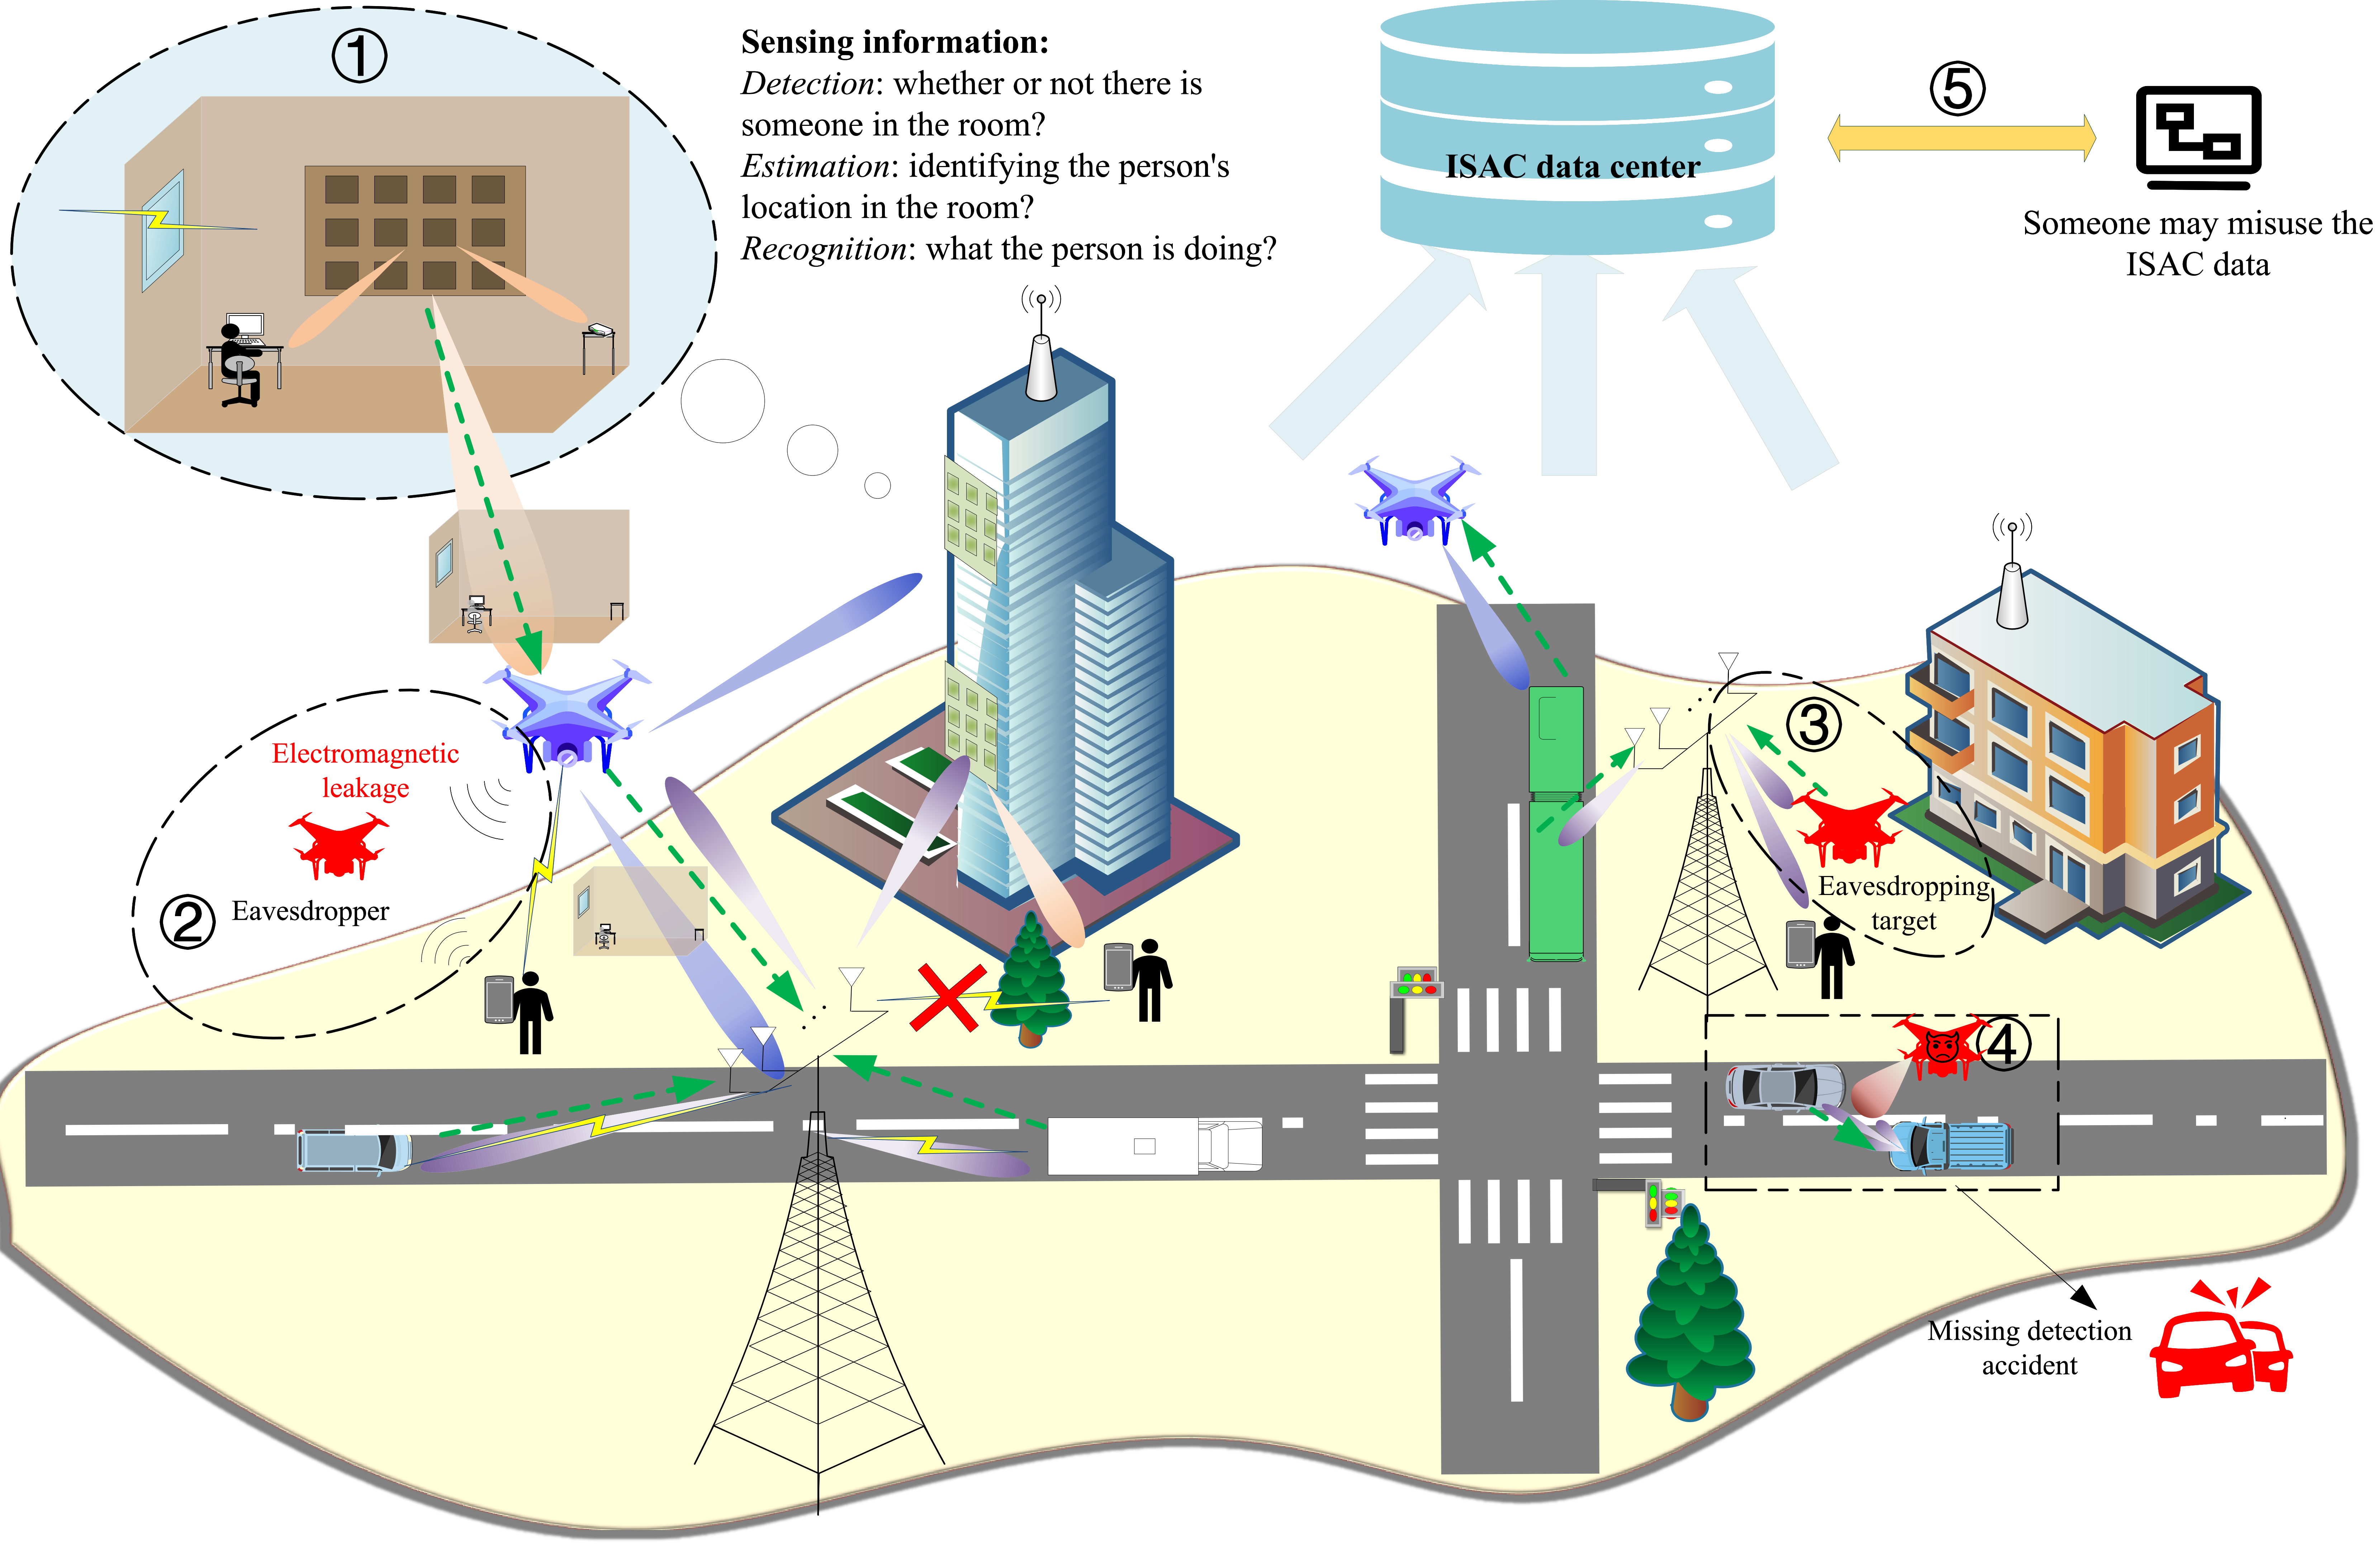 ①
Sensing information:
Detection: whether or not there is
someone in the room?
Estimation: identifying the person's
location in the room?
Recognition: what the person is doing?
ISAC data center
⑤
Someone may misuse the
ISAC data
Electromagnetic
leakage
②
Eavesdropper
③
Eavesdropping
target
④
Missing detection
accident